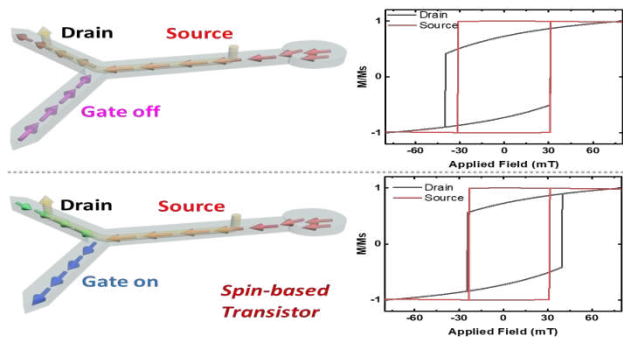 Drain
Source
Gate off
M/Ms
1
0
-1
Drain
Source
-60
-30
0
30
60
Applied Field (mT)
Drain
Source
Gate on
Spin-based
Transistor
M/Ms
1
0
-1
Drain
Source
-60
-30
0
30
60
Applied Field (mT)